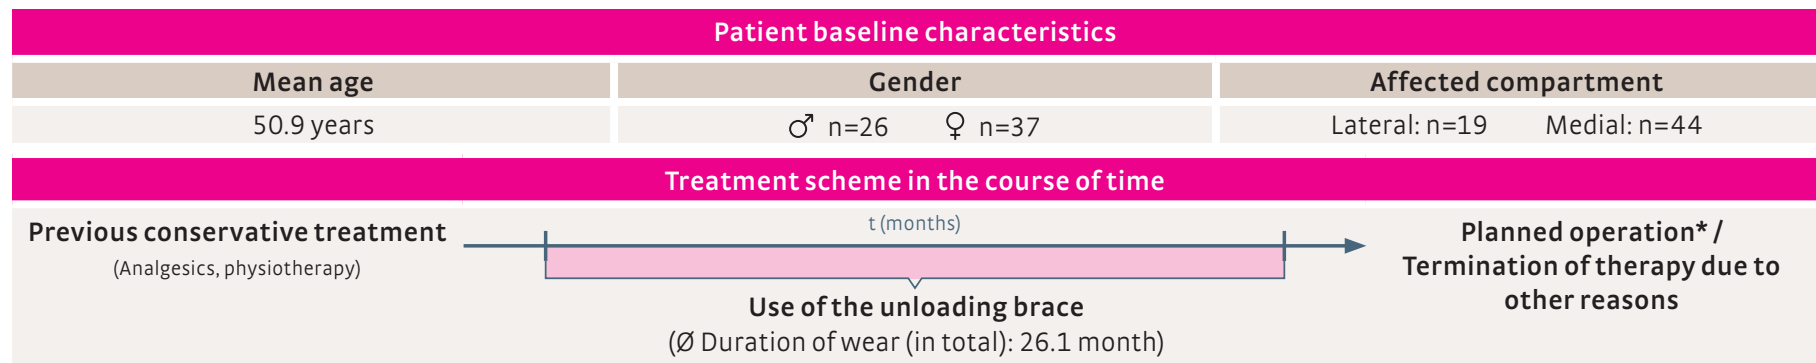 Patient baseline characteristics
Mean age
Gender
Affected compartment
50.9 years
♂ n=26 ♀ n=37
Lateral: n=19 Medial: n=44
Treatment scheme in the course of time
Previous conservative treatment
(Analgesics, physiotherapy)
t (months)
Use of the unloading brace
(Ø Duration of wear (in total): 26.1 month)
Planned operation* /
Termination of therapy due to
other reasons